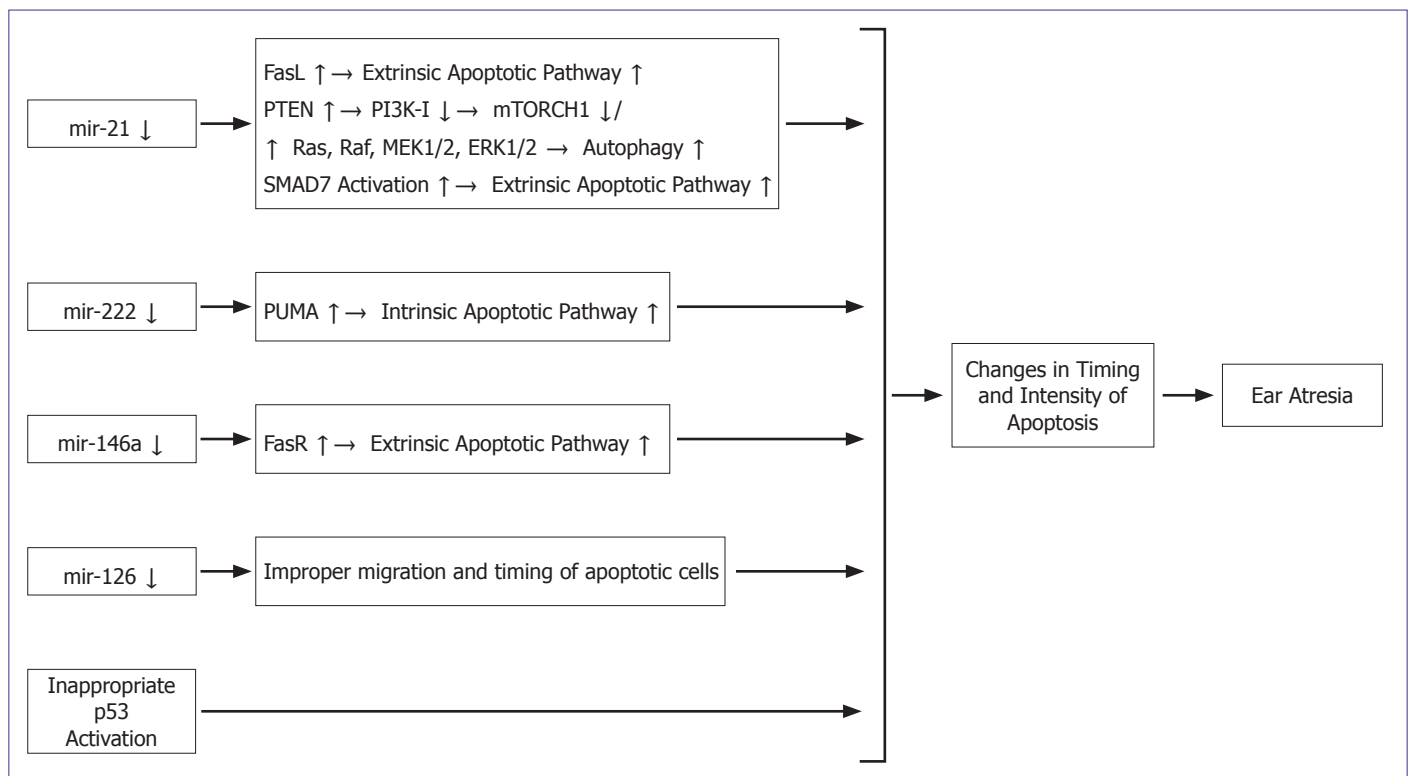 mir-21 ↓
FasL ↑ → Extrinsic Apoptotic Pathway ↑
PTEN ↑ → PI3K-I ↓ → mTORCH1 ↓/
↑ Ras, Raf, MEK1/2, ERK1/2 → Autophagy ↑
SMAD7 Activation ↑ → Extrinsic Apoptotic Pathway ↑
mir-222 ↓
PUMA ↑ → Intrinsic Apoptotic Pathway ↑
mir-146a ↓
FasR ↑ → Extrinsic Apoptotic Pathway ↑
mir-126 ↓
Improper migration and timing of apoptotic cells
Inappropriate
p53
Activation
Changes in Timing
and Intensity of
Apoptosis
Ear Atresia